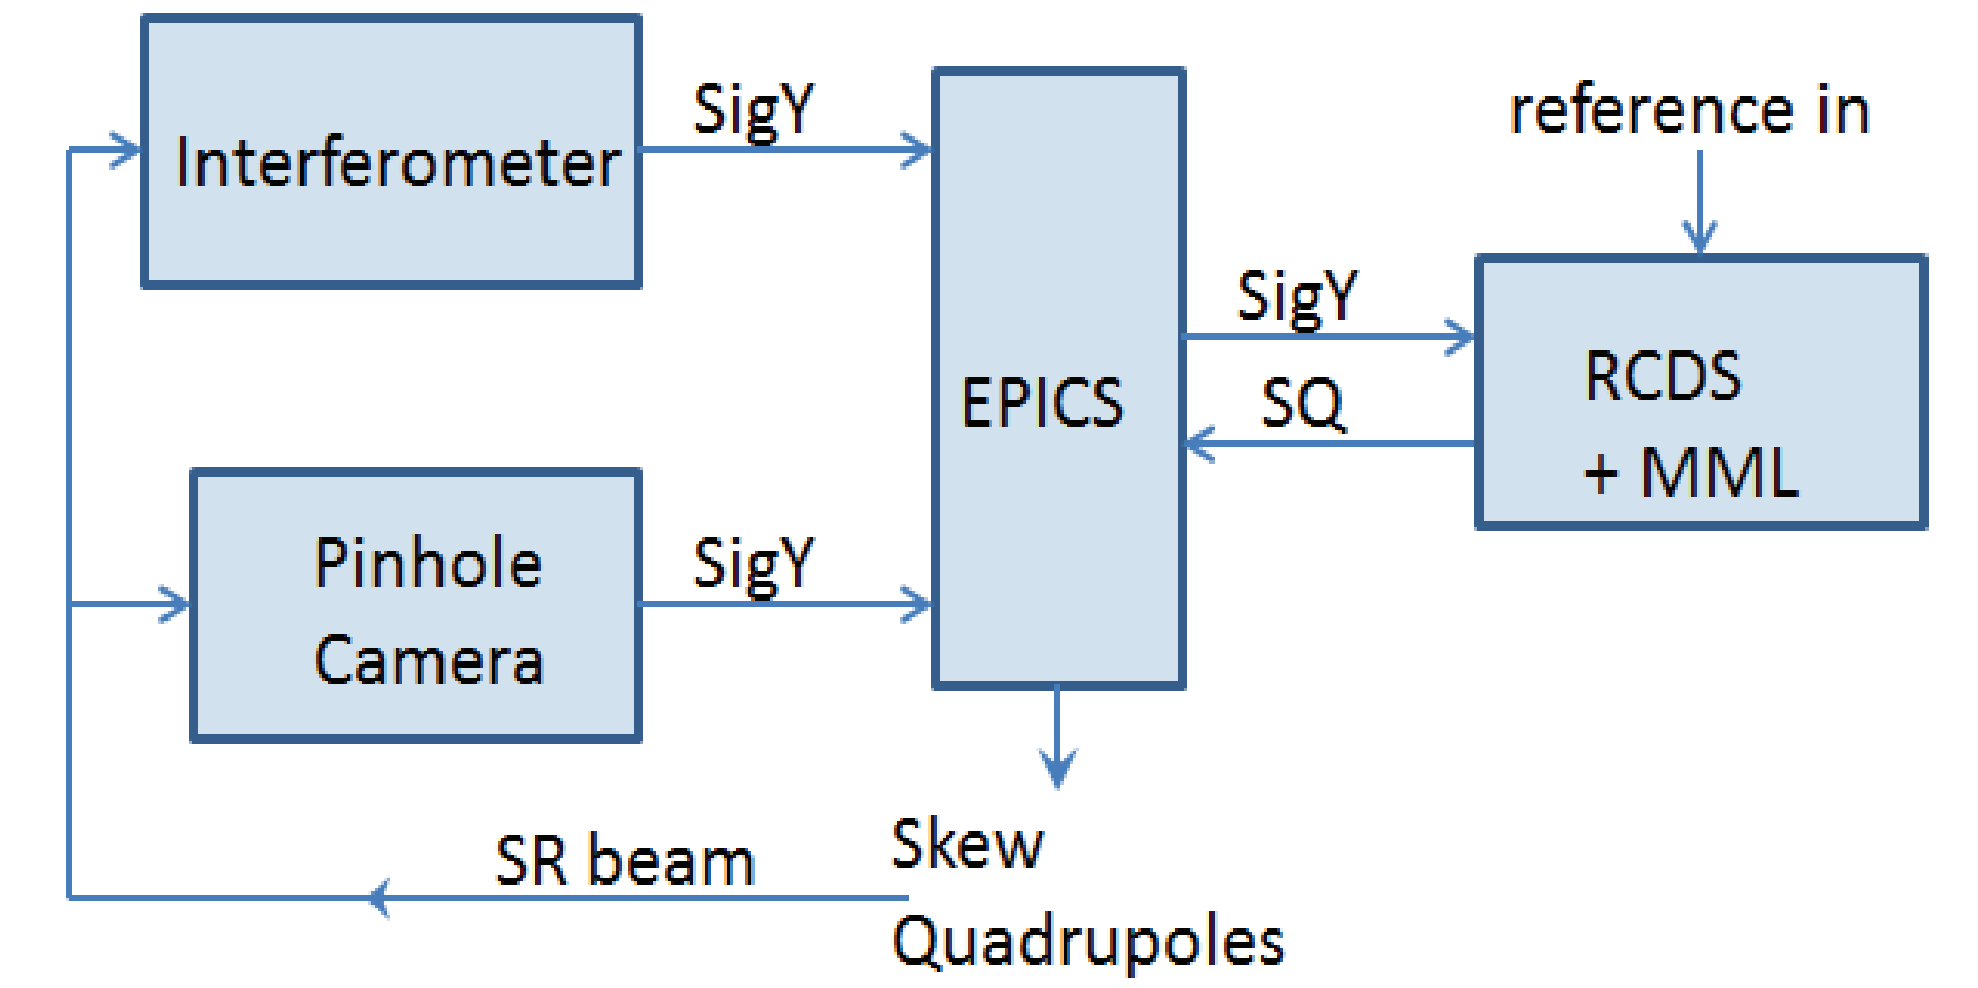 Interferometer
SigY
EPICS
SigY
SQ
reference in
RCDS
+ MML
Pinhole
Camera
SigY
SR beam
Skew
Quadrupoles